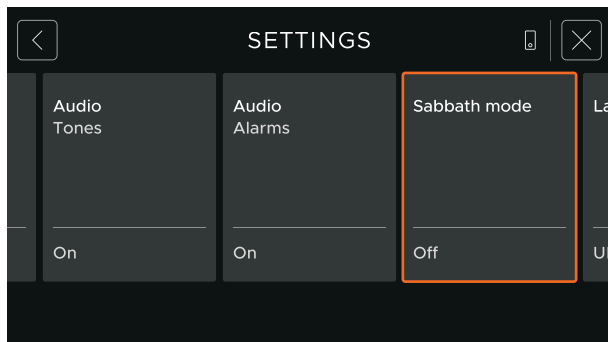 SETTINGS
Audio
Tones
On
Audio
Alarms
On
Sabbath mode
Off